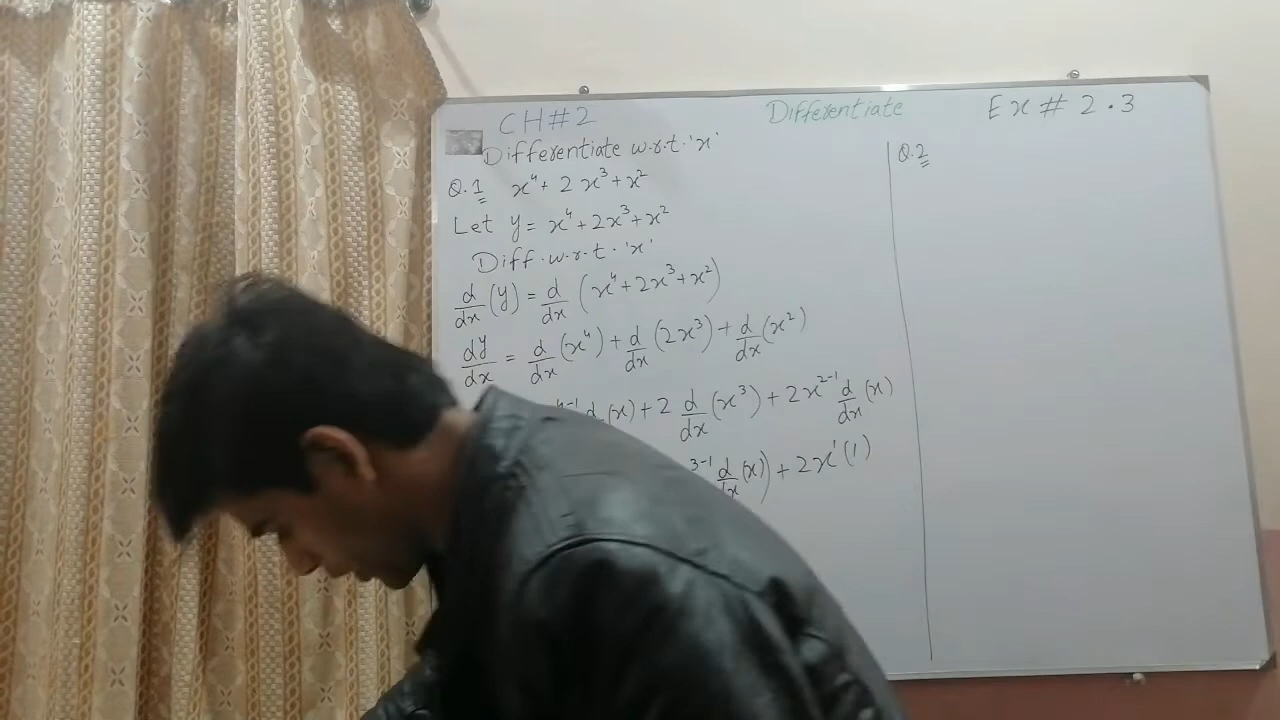 CH#2
Differentiate
Ex # 2.3
Differentiate w.r.t. 'x'
Q.1 x⁴ + 2x³ + x²
Let y = x⁴ + 2x³ + x²
Diff. w.r.t. 'x'
d/dx (y) = d/dx (x⁴ + 2x³ + x²)
dy/dx = d/dx (x⁴) + d/dx (2x³) + d/dx (x²)
d/dx (x) + 2 d/dx (x³) + 2x²⁻¹ d/dx (x)
³⁻¹ d/dx (x)) + 2x¹(1)
Q.2